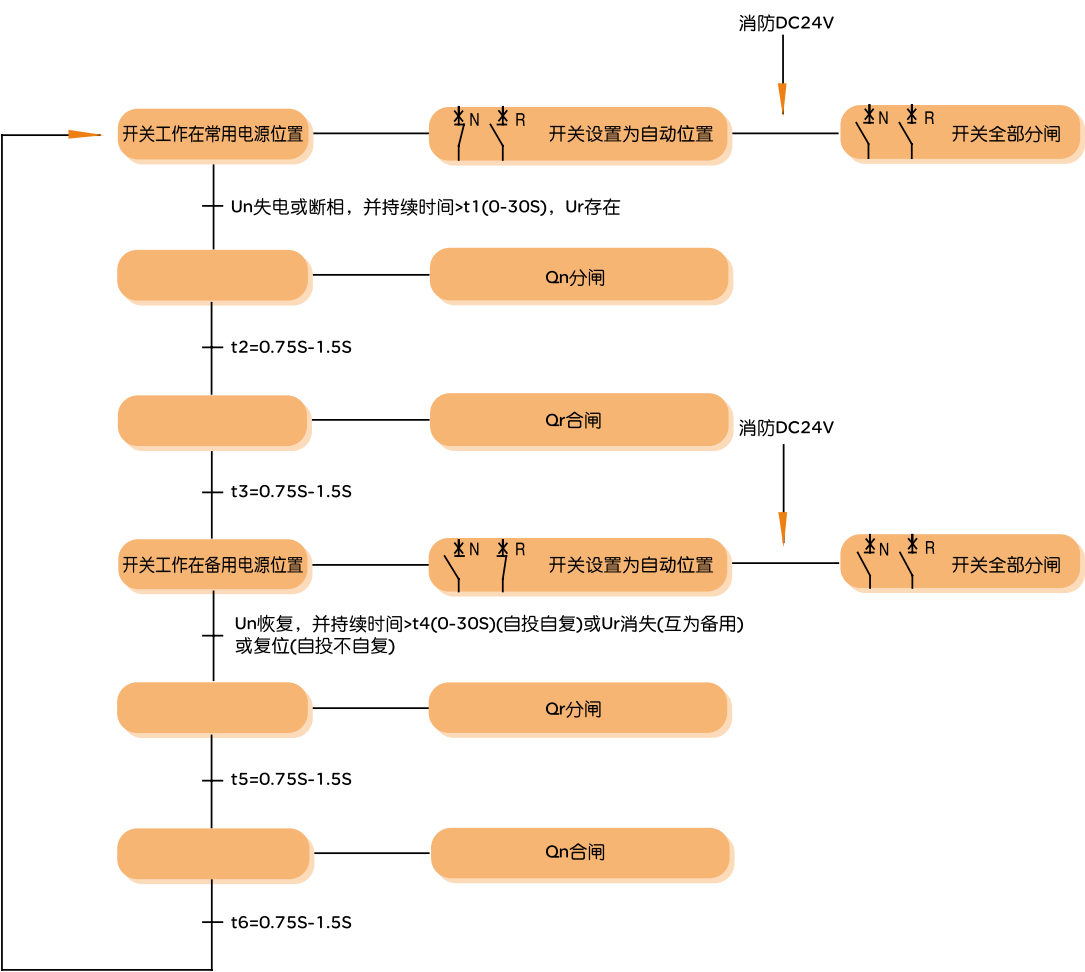 消防DC24V
开关工作在常用电源位置
N R 开关设置为自动位置
N R 开关全部分闸
Un失电或断相，并持续时间>t1(0-30S)，Ur存在
Qn分闸
t2=0.75S-1.5S
Qr合闸
消防DC24V
t3=0.75S-1.5S
开关工作在备用电源位置
N R 开关设置为自动位置
N R 开关全部分闸
Un恢复，并持续时间>t4(0-30S)(自投自复)或Ur消失(互为备用)
或复位(自投不自复)
Qr分闸
t5=0.75S-1.5S
Qn合闸
t6=0.75S-1.5S